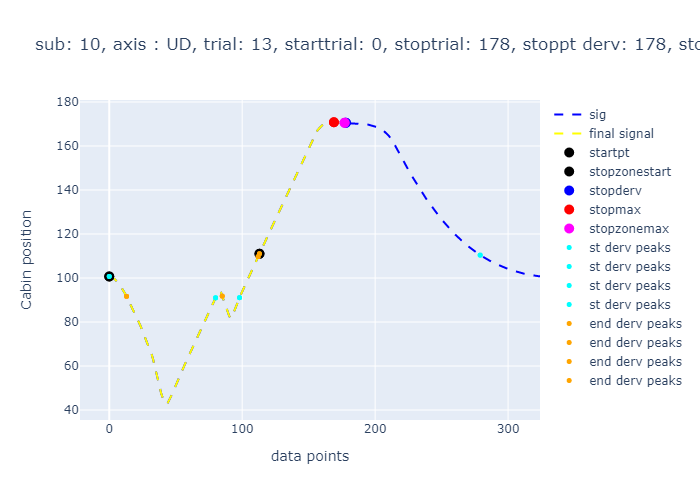 sub: 10, axis : UD, trial: 13, starttrial: 0, stoptrial: 178, stoppt derv: 178, sto
180
160
140
120
100
80
60
40
Cabin position
0
100
200
300
data points
sig
final signal
startpt
stopzonestart
stopderv
stopmax
stopzonemax
st derv peaks
st derv peaks
st derv peaks
st derv peaks
end derv peaks
end derv peaks
end derv peaks
end derv peaks